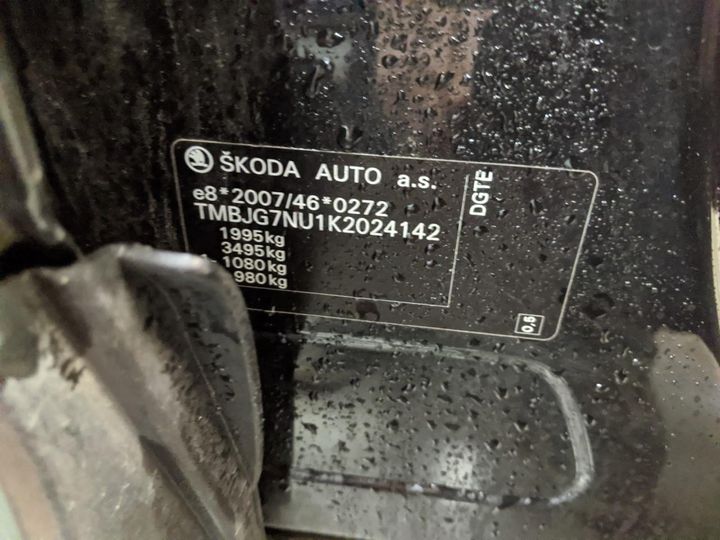 ŠKODA AUTO a.s.
e8*2007/46*0272
TMBJG7NU1K2024142
1995kg
3495kg
1080kg
980kg
DGTE
0,5